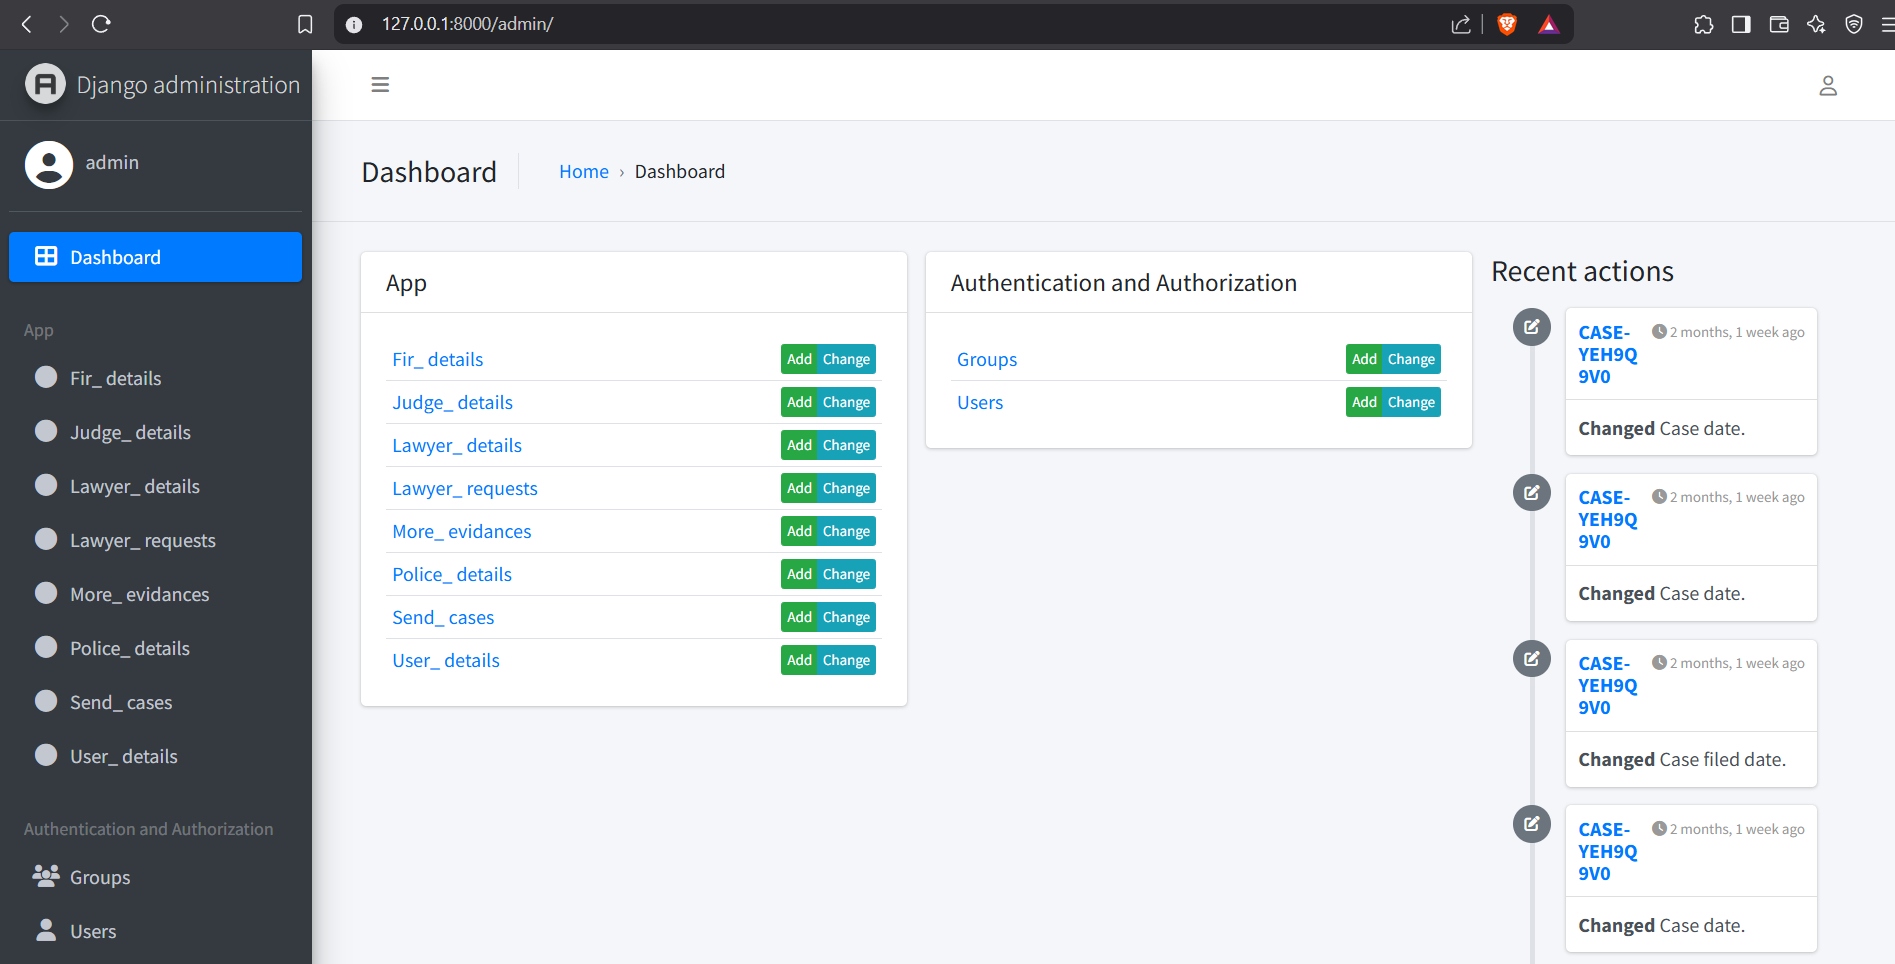 127.0.0.1:8000/admin/
Django administration
admin
Dashboard
App
Fir_ details
Judge_ details
Lawyer_ details
Lawyer_ requests
More_ evidances
Police_ details
Send_ cases
User_ details
Authentication and Authorization
Groups
Users
Dashboard
Home › Dashboard
App
Fir_ details Add Change
Judge_ details Add Change
Lawyer_ details Add Change
Lawyer_ requests Add Change
More_ evidances Add Change
Police_ details Add Change
Send_ cases Add Change
User_ details Add Change
Authentication and Authorization
Groups Add Change
Users Add Change
Recent actions
CASE- 2 months, 1 week ago
YEH9Q
9V0
Changed Case date.
CASE- 2 months, 1 week ago
YEH9Q
9V0
Changed Case date.
CASE- 2 months, 1 week ago
YEH9Q
9V0
Changed Case filed date.
CASE- 2 months, 1 week ago
YEH9Q
9V0
Changed Case date.